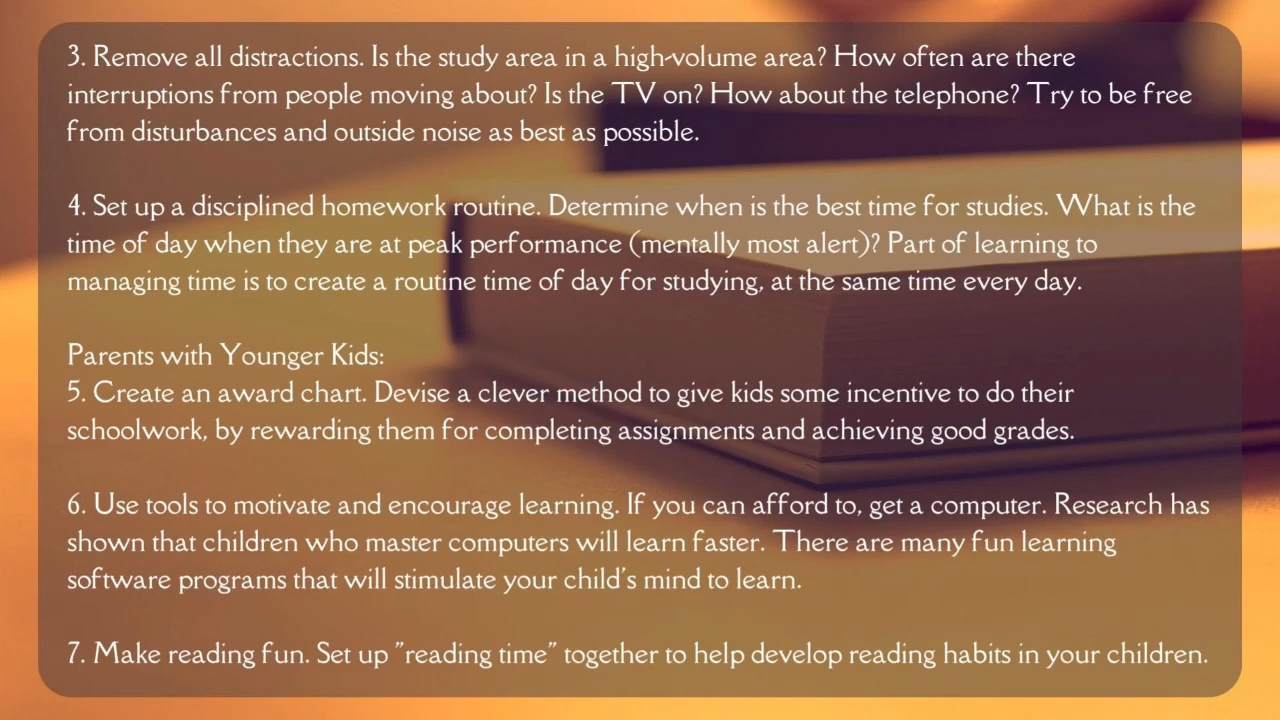 3. Remove all distractions. Is the study area in a high-volume area? How often are there
interruptions from people moving about? Is the TV on? How about the telephone? Try to be free
from disturbances and outside noise as best as possible.
4. Set up a disciplined homework routine. Determine when is the best time for studies. What is the
time of day when they are at peak performance (mentally most alert)? Part of learning to
managing time is to create a routine time of day for studying, at the same time every day.
Parents with Younger Kids:
5. Create an award chart. Devise a clever method to give kids some incentive to do their
schoolwork, by rewarding them for completing assignments and achieving good grades.
6. Use tools to motivate and encourage learning. If you can afford to, get a computer. Research has
shown that children who master computers will learn faster. There are many fun learning
software programs that will stimulate your child's mind to learn.
7. Make reading fun. Set up "reading time" together to help develop reading habits in your children.